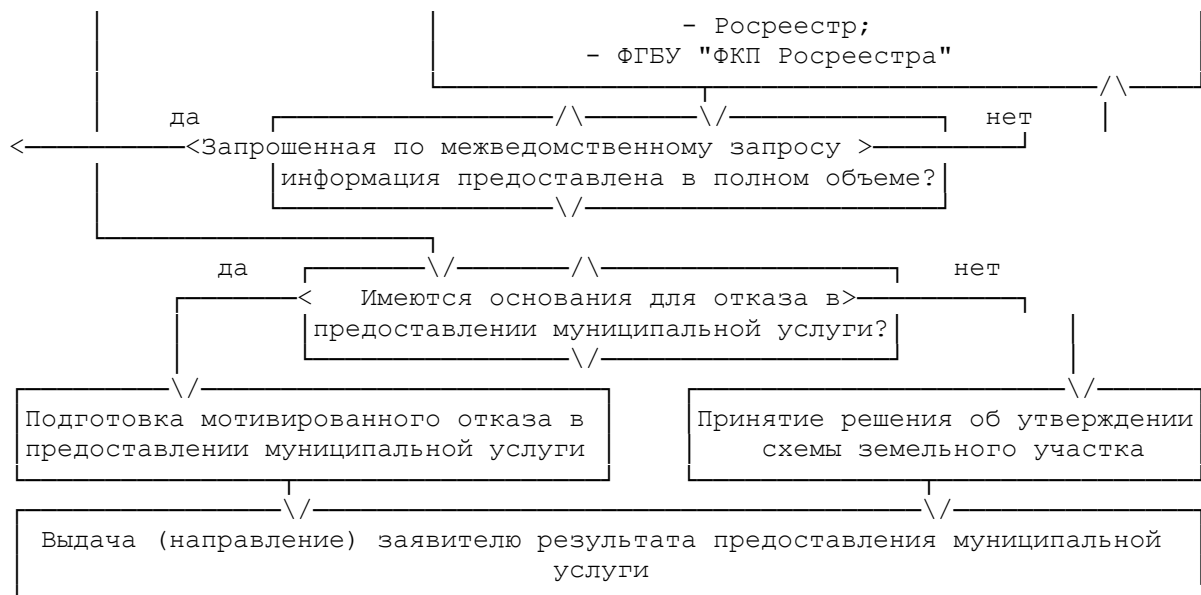 - Росреестр;
- ФГБУ "ФКП Росреестра"
да нет
Запрошенная по межведомственному запросу
информация предоставлена в полном объеме?
да нет
Имеются основания для отказа в
предоставлении муниципальной услуги?
Подготовка мотивированного отказа в Принятие решения об утверждении
предоставлении муниципальной услуги схемы земельного участка
Выдача (направление) заявителю результата предоставления муниципальной
услуги